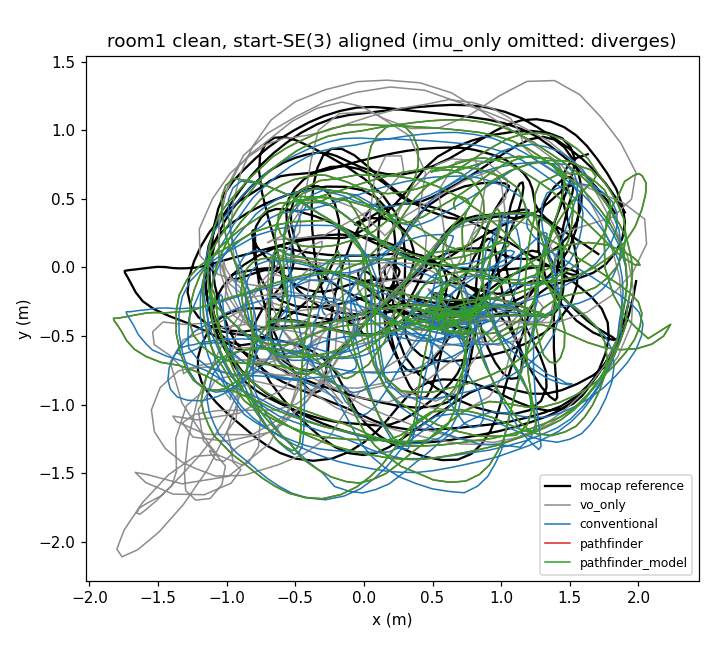 room1 clean, start-SE(3) aligned (imu_only omitted: diverges)
1.5
1.0
0.5
0.0
−0.5
−1.0
−1.5
−2.0
y (m)
mocap reference
vo_only
conventional
pathfinder
pathfinder_model
−2.0 −1.5 −1.0 −0.5 0.0 0.5 1.0 1.5 2.0
x (m)